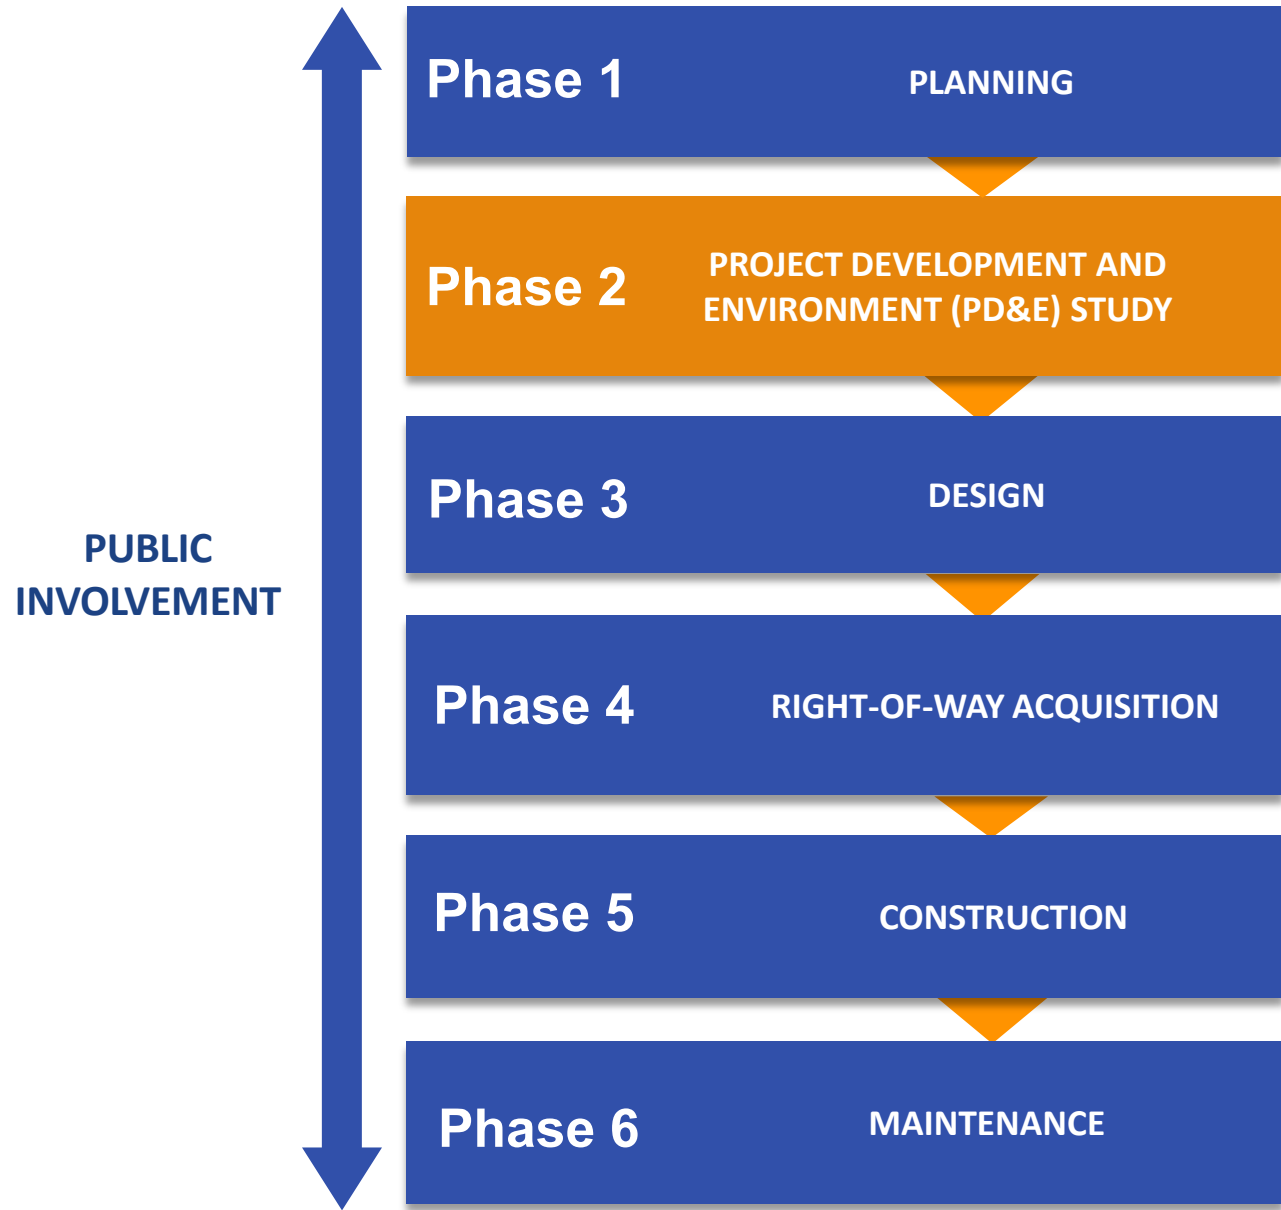 Phase 1
PLANNING
Phase 2
PROJECT DEVELOPMENT AND
ENVIRONMENT (PD&E) STUDY
Phase 3
DESIGN
PUBLIC
INVOLVEMENT
Phase 4
RIGHT-OF-WAY ACQUISITION
Phase 5
CONSTRUCTION
Phase 6
MAINTENANCE